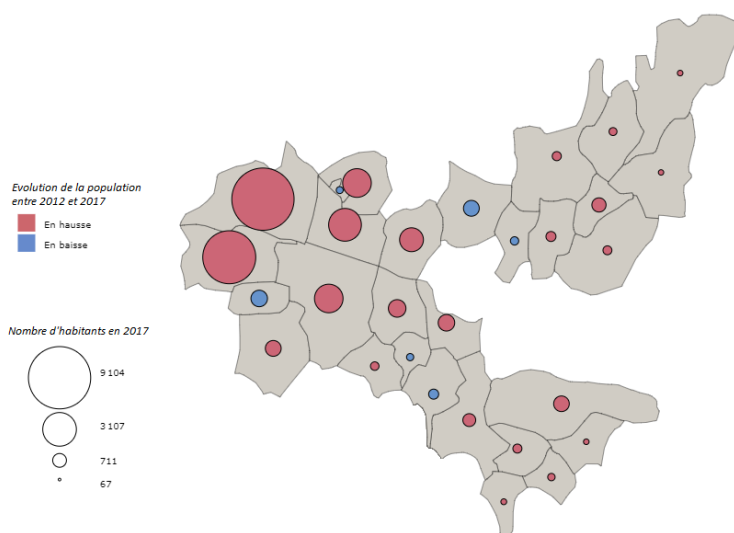 Evolution de la population
entre 2012 et 2017
En hausse
En baisse
Nombre d'habitants en 2017
9 104
3 107
711
67